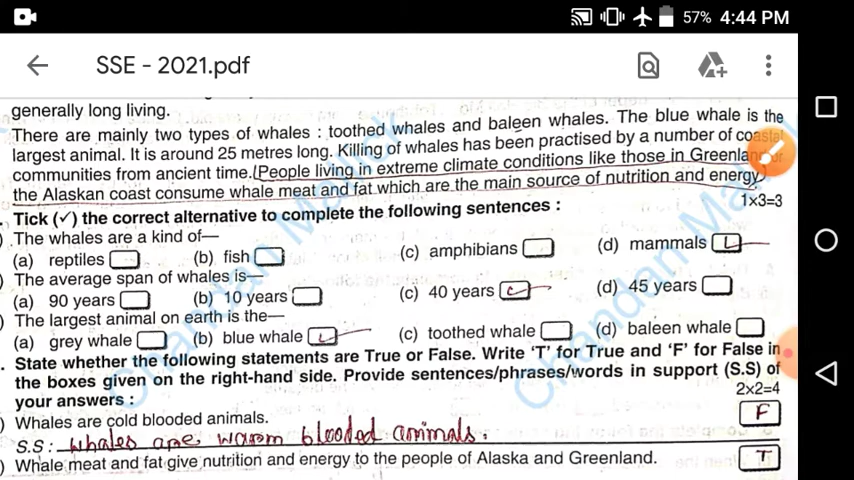 57% 4:44 PM
SSE - 2021.pdf
generally long living.
There are mainly two types of whales : toothed whales and baleen whales. The blue whale is the
largest animal. It is around 25 metres long. Killing of whales has been practised by a number of coastal
communities from ancient time. (People living in extreme climate conditions like those in Greenland or
the Alaskan coast consume whale meat and fat which are the main source of nutrition and energy)
Tick (✓) the correct alternative to complete the following sentences : 1×3=3
) The whales are a kind of—
(a) reptiles (b) fish (c) amphibians (d) mammals
) The average span of whales is—
(a) 90 years (b) 10 years (c) 40 years (d) 45 years
) The largest animal on earth is the—
(a) grey whale (b) blue whale (c) toothed whale (d) baleen whale
. State whether the following statements are True or False. Write 'T' for True and 'F' for False in
the boxes given on the right-hand side. Provide sentences/phrases/words in support (S.S) of
your answers : 2×2=4
) Whales are cold blooded animals. F
S.S : whales are warm blooded animals.
) Whale meat and fat give nutrition and energy to the people of Alaska and Greenland. T